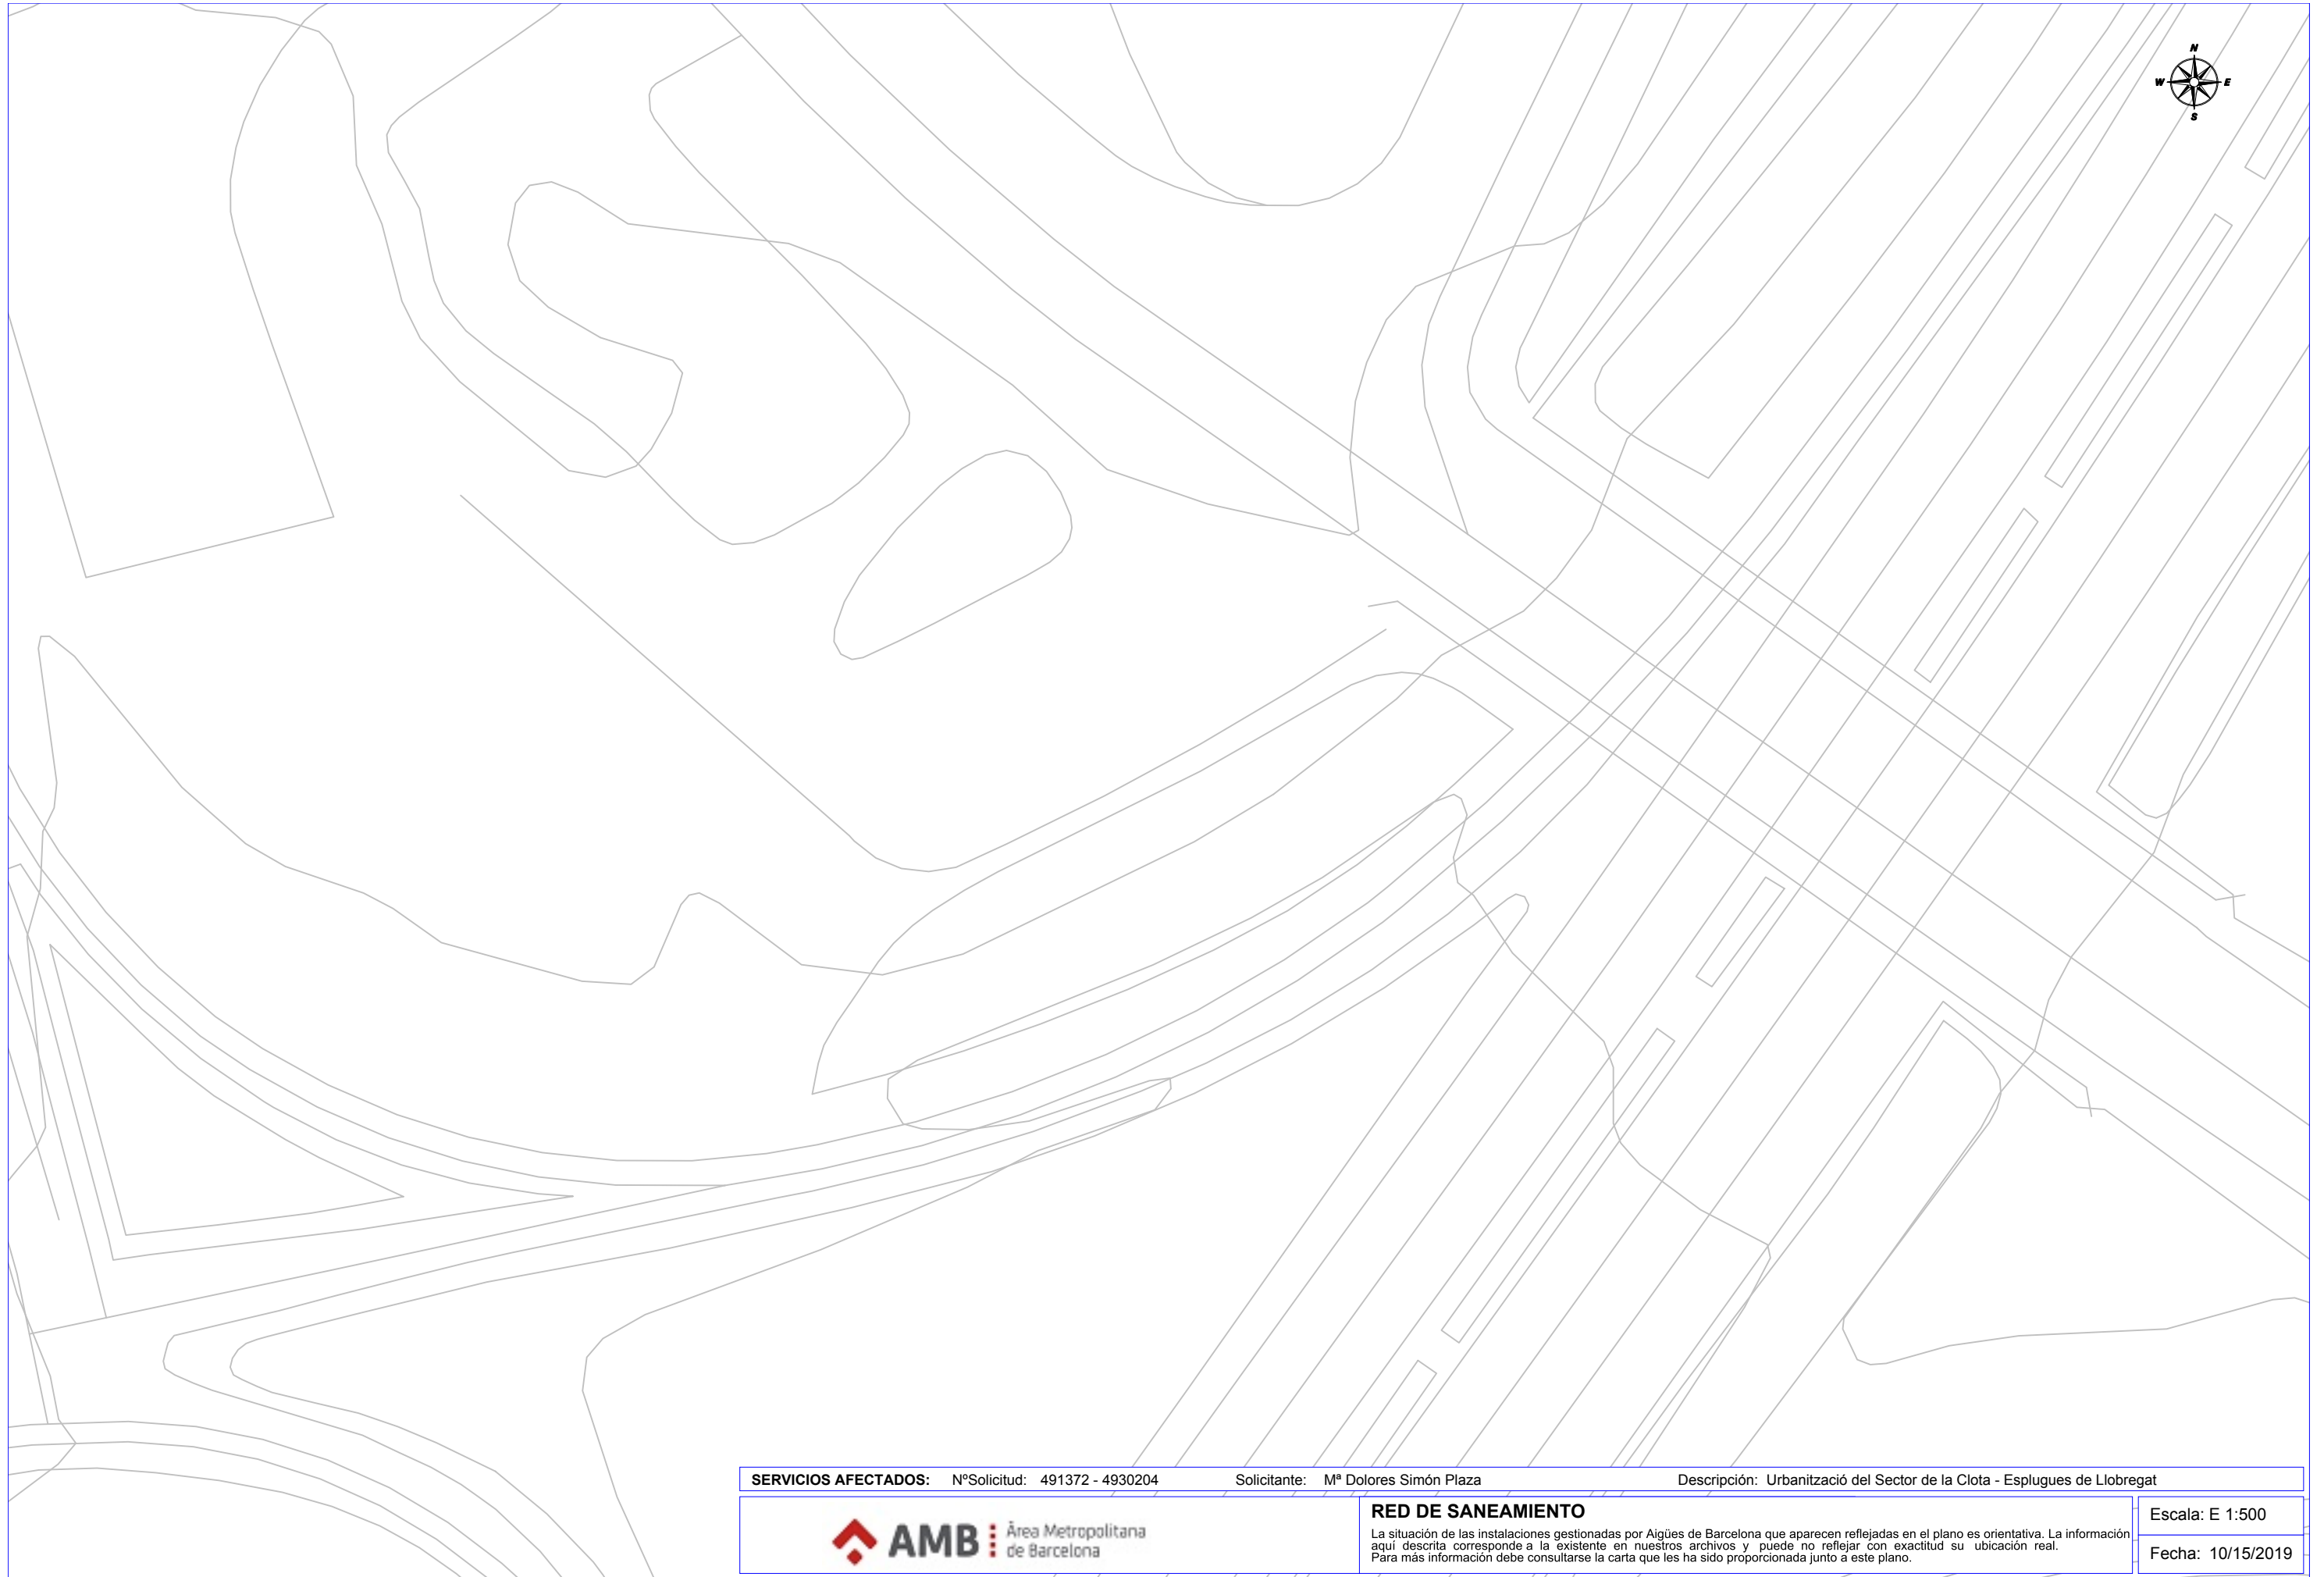 N
W E
S
SERVICIOS AFECTADOS: NºSolicitud: 491372 - 4930204 Solicitante: Mª Dolores Simón Plaza Descripción: Urbanització del Sector de la Clota - Esplugues de Llobregat
AMB Àrea Metropolitana
de Barcelona
RED DE SANEAMIENTO
La situación de las instalaciones gestionadas por Aigües de Barcelona que aparecen reflejadas en el plano es orientativa. La información
aquí descrita corresponde a la existente en nuestros archivos y puede no reflejar con exactitud su ubicación real.
Para más información debe consultarse la carta que les ha sido proporcionada junto a este plano.
Escala: E 1:500
Fecha: 10/15/2019